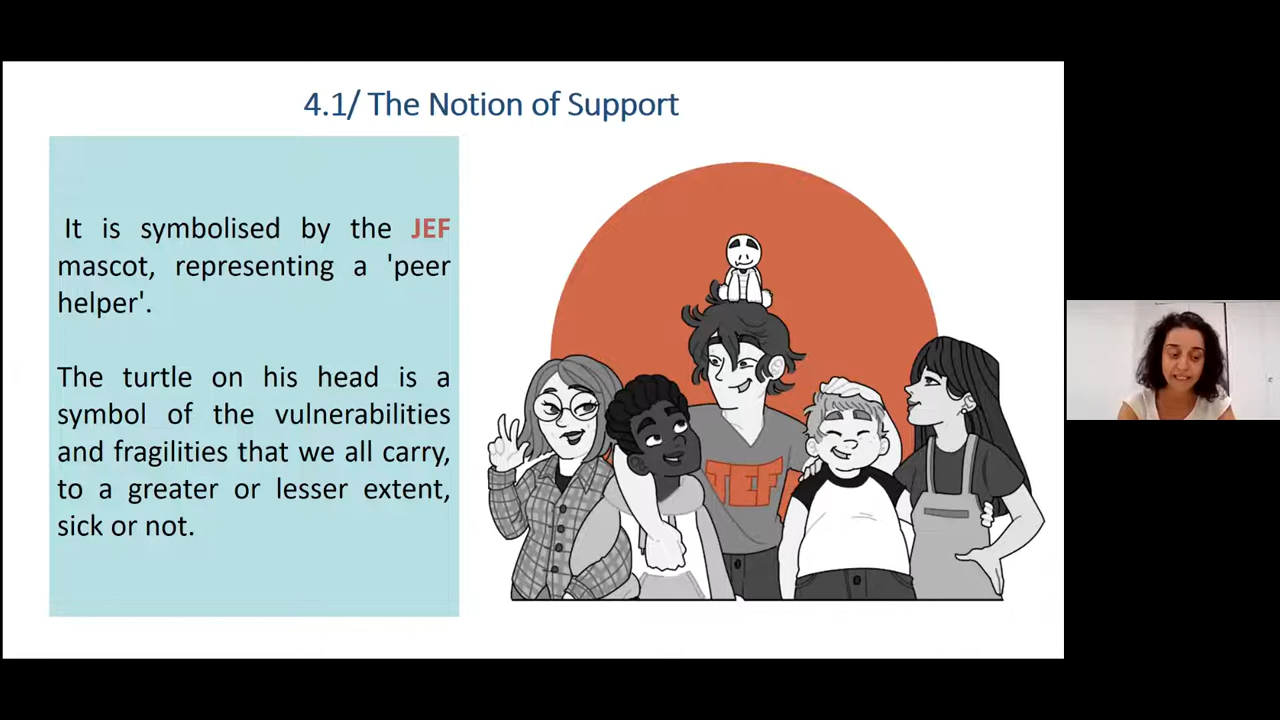 4.1/ The Notion of Support
It is symbolised by the JEF
mascot, representing a 'peer
helper'.
The turtle on his head is a
symbol of the vulnerabilities
and fragilities that we all carry,
to a greater or lesser extent,
sick or not.
JEF